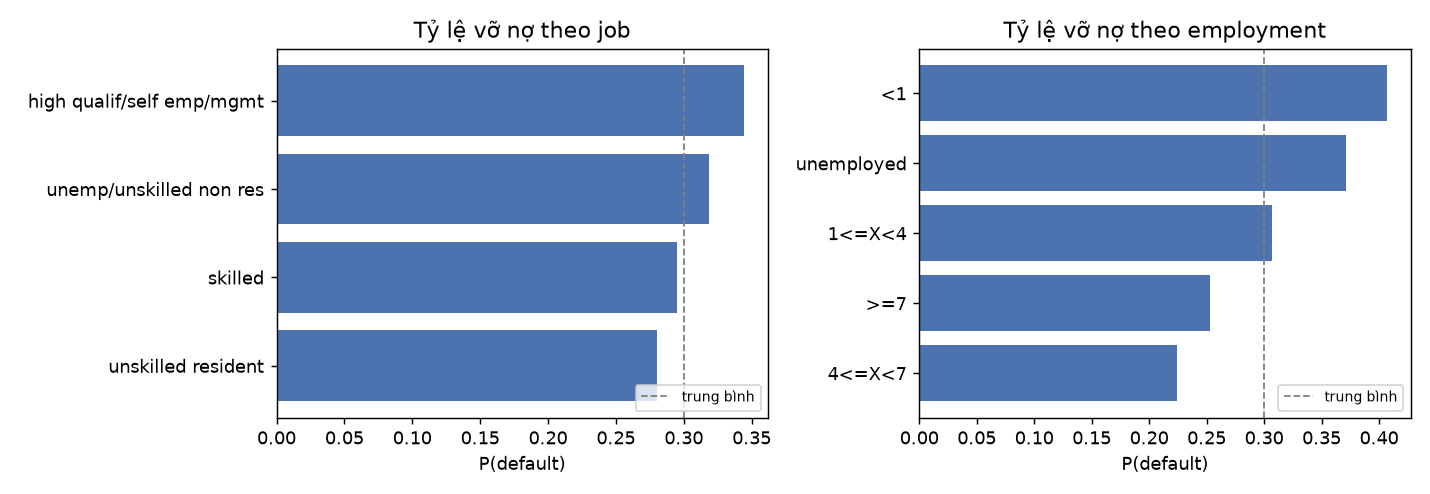 Tỷ lệ vỡ nợ theo job
high qualif/self emp/mgmt
unemp/unskilled non res
skilled
unskilled resident
trung bình
0.00 0.05 0.10 0.15 0.20 0.25 0.30 0.35
P(default)
Tỷ lệ vỡ nợ theo employment
<1
unemployed
1<=X<4
>=7
4<=X<7
trung bình
0.00 0.05 0.10 0.15 0.20 0.25 0.30 0.35 0.40
P(default)